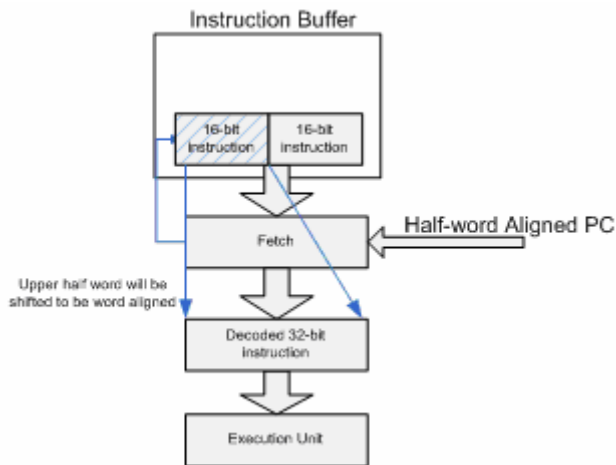 Instruction Buffer
16-bit
instruction
16-bit
instruction
Fetch
Half-word Aligned PC
Upper half word will be
shifted to be word aligned
Decoded 32-bit
instruction
Execution Unit